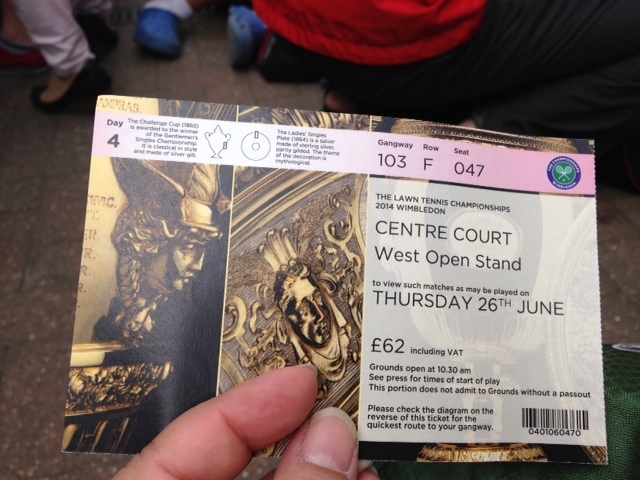 AMPRAS.
Day
4
The Challenge Cup (1883)
is awarded to the winner
of the Gentlemen's
Singles Championship.
It is classical in style
and made of silver gilt.
The Ladies' Singles
Plate (1864) is a silver
made of sterling silver,
partly gilded. The theme
of the decoration is
mythological.
Gangway Row Seat
103 F 047
THE LAWN TENNIS CHAMPIONSHIPS
2014 WIMBLEDON
CENTRE COURT
West Open Stand
to view such matches as may be played on
THURSDAY 26TH JUNE
£62 including VAT
Grounds open at 10.30 am
See press for times of start of play
This portion does not admit to Grounds without a passout
Please check the diagram on the
reverse of this ticket for the
quickest route to your gangway.
0401060470